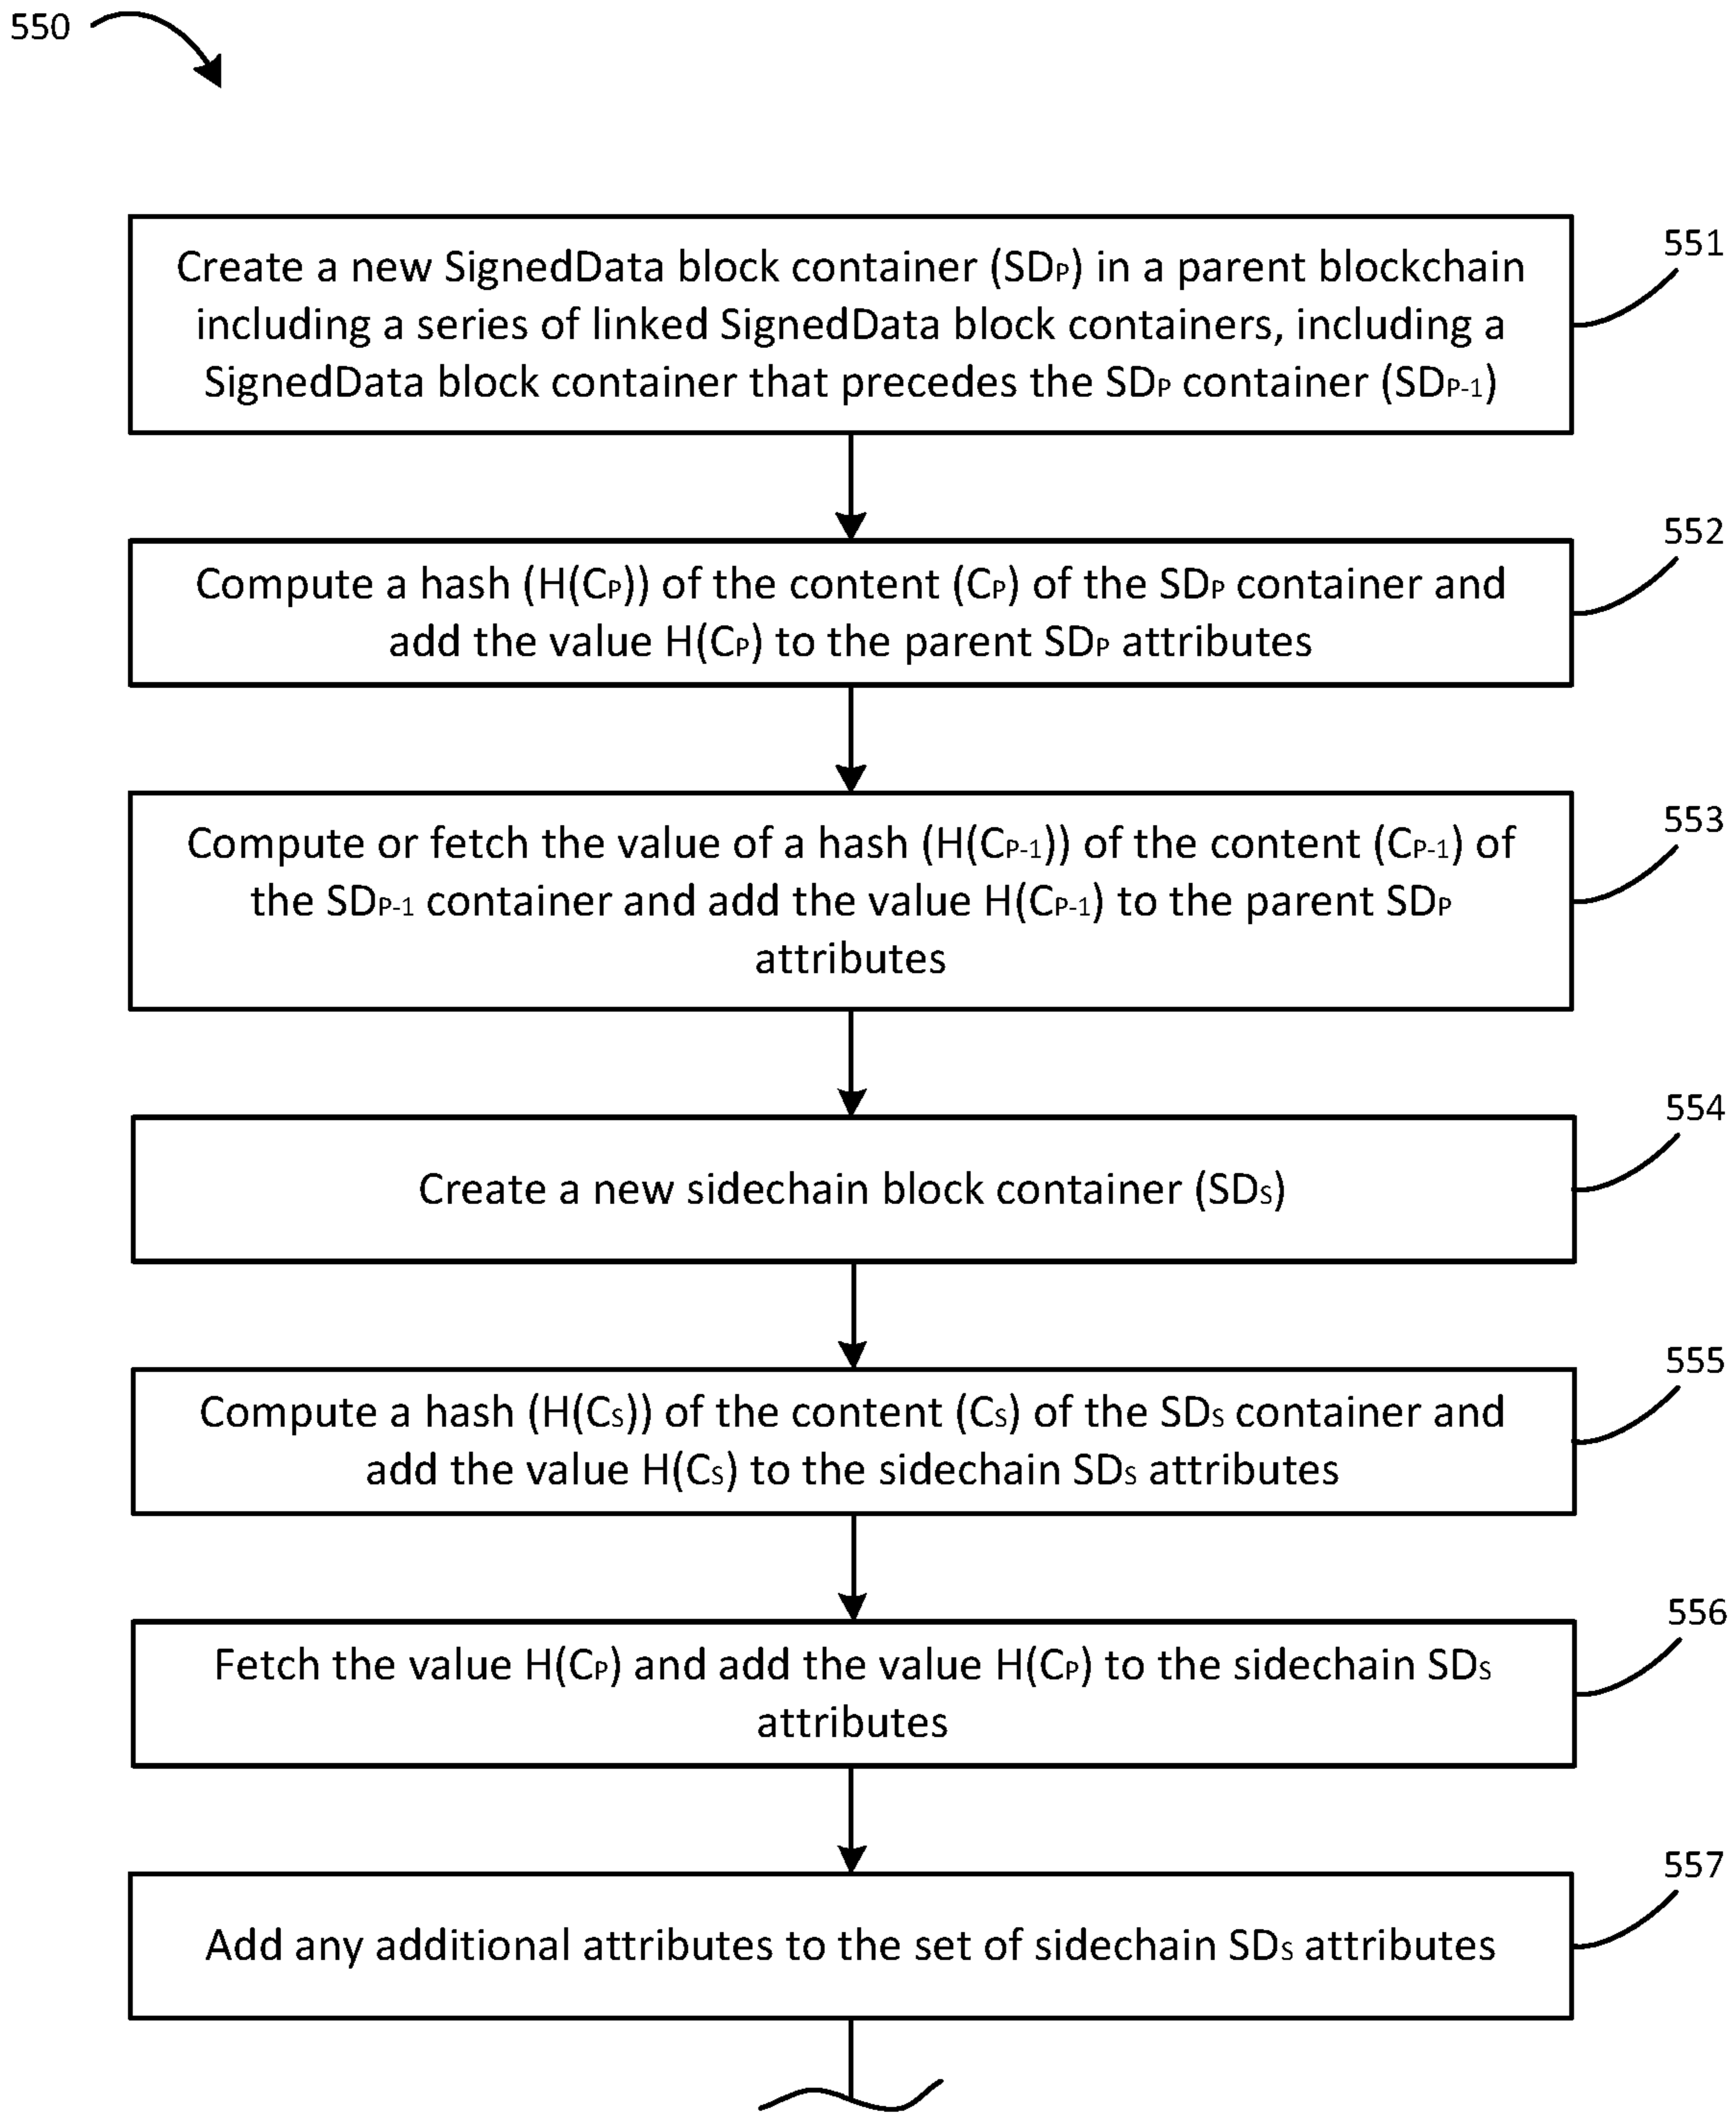 550
551
Create a new SignedData block container (SDP) in a parent blockchain
including a series of linked SignedData block containers, including a
SignedData block container that precedes the SDP container (SDP-1)
552
Compute a hash (H(CP)) of the content (CP) of the SDP container and
add the value H(CP) to the parent SDP attributes
553
Compute or fetch the value of a hash (H(CP-1)) of the content (CP-1) of
the SDP-1 container and add the value H(CP-1) to the parent SDP
attributes
554
Create a new sidechain block container (SDS)
555
Compute a hash (H(CS)) of the content (CS) of the SDS container and
add the value H(CS) to the sidechain SDS attributes
556
Fetch the value H(CP) and add the value H(CP) to the sidechain SDS
attributes
557
Add any additional attributes to the set of sidechain SDS attributes